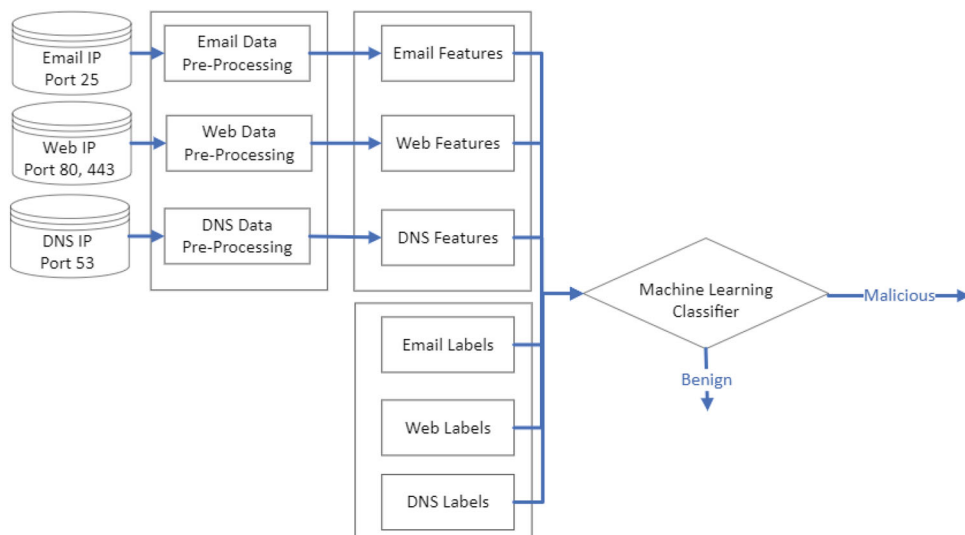 Email IP
Port 25
Email Data
Pre-Processing
Email Features
Web IP
Port 80, 443
Web Data
Pre-Processing
Web Features
DNS IP
Port 53
DNS Data
Pre-Processing
DNS Features
Machine Learning
Classifier
Malicious
Benign
Email Labels
Web Labels
DNS Labels